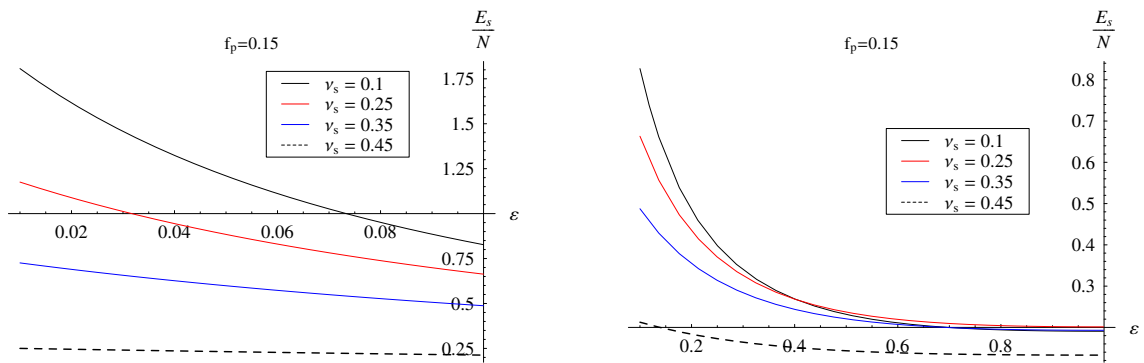 f_p=0.15
E_s
N
1.75
1.5
1.25
0.75
0.5
0.25
ν_s = 0.1
ν_s = 0.25
ν_s = 0.35
ν_s = 0.45
0.02 0.04 0.06 0.08 ε
f_p=0.15
E_s
N
0.8
0.7
0.6
0.5
0.4
0.3
ν_s = 0.1
ν_s = 0.25
ν_s = 0.35
ν_s = 0.45
0.2 0.4 0.6 0.8 ε